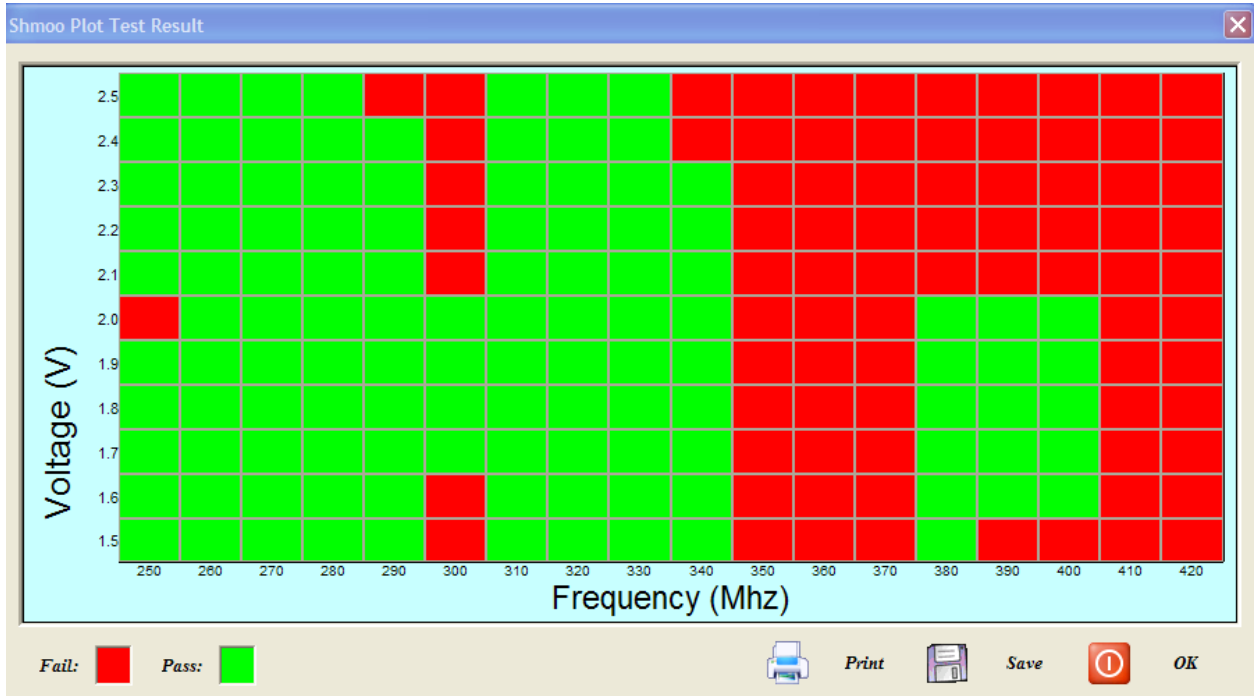 Shmoo Plot Test Result
Voltage (V)
2.5
2.4
2.3
2.2
2.1
2.0
1.9
1.8
1.7
1.6
1.5
250 260 270 280 290 300 310 320 330 340 350 360 370 380 390 400 410 420
Frequency (Mhz)
Fail: Pass: Print Save OK